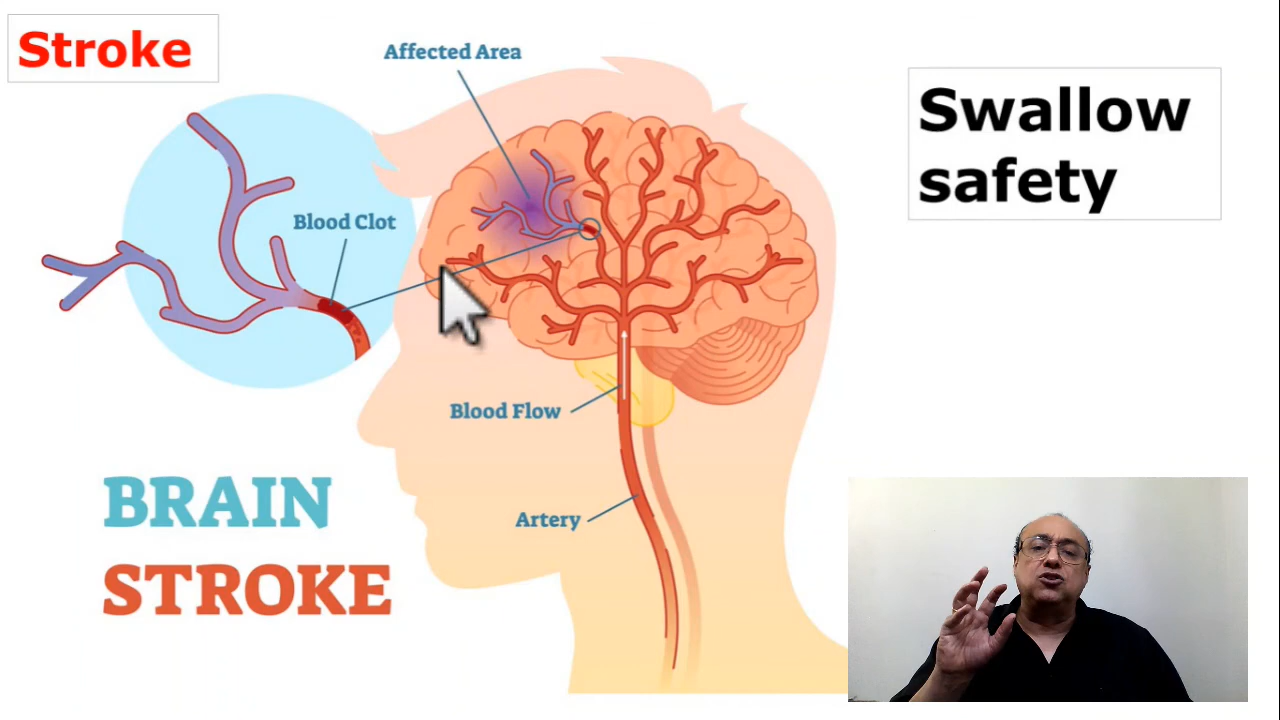 Stroke
Affected Area
Swallow
safety
Blood Clot
Blood Flow
Artery
BRAIN
STROKE